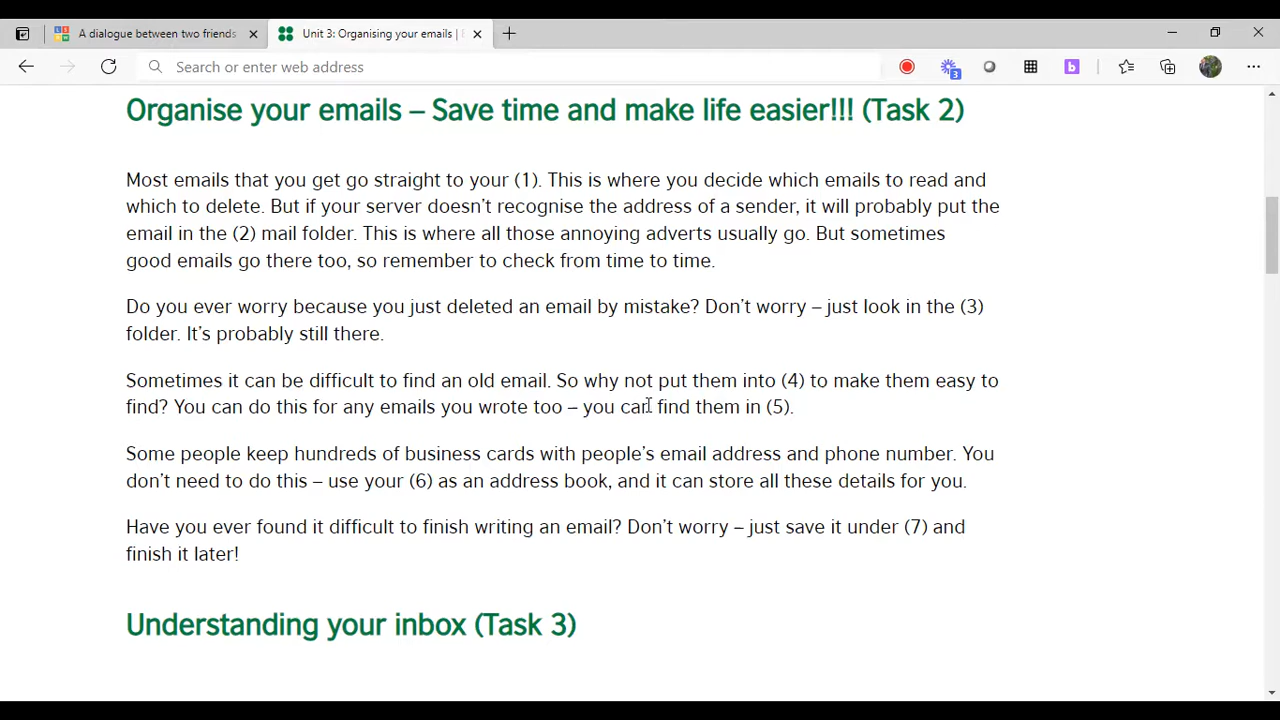 A dialogue between two friends
Unit 3: Organising your emails |
Search or enter web address
3
b
Organise your emails – Save time and make life easier!!! (Task 2)
Most emails that you get go straight to your (1). This is where you decide which emails to read and
which to delete. But if your server doesn't recognise the address of a sender, it will probably put the
email in the (2) mail folder. This is where all those annoying adverts usually go. But sometimes
good emails go there too, so remember to check from time to time.
Do you ever worry because you just deleted an email by mistake? Don't worry – just look in the (3)
folder. It's probably still there.
Sometimes it can be difficult to find an old email. So why not put them into (4) to make them easy to
find? You can do this for any emails you wrote too – you can find them in (5).
Some people keep hundreds of business cards with people's email address and phone number. You
don't need to do this – use your (6) as an address book, and it can store all these details for you.
Have you ever found it difficult to finish writing an email? Don't worry – just save it under (7) and
finish it later!
Understanding your inbox (Task 3)